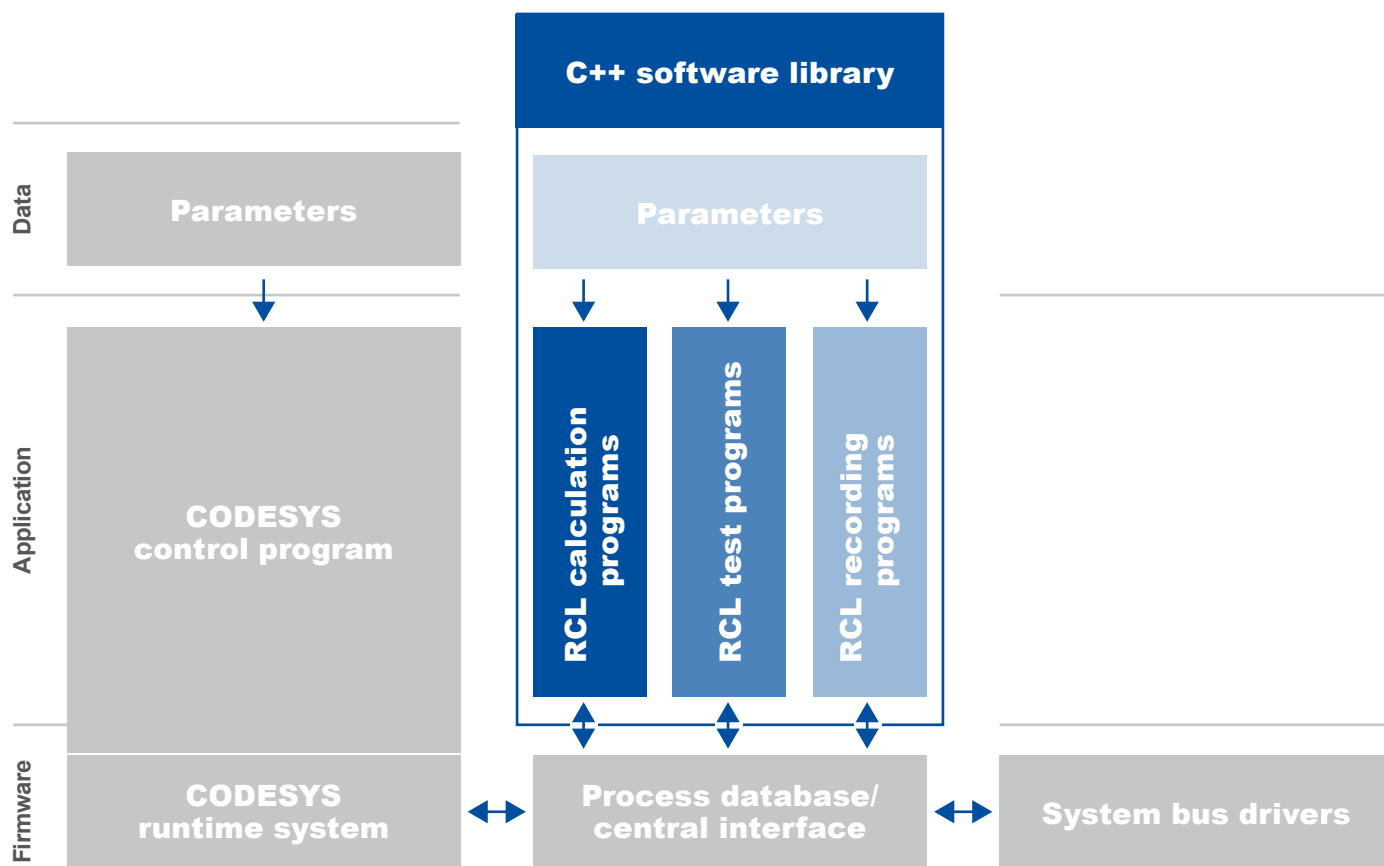 C++ software library
Data
Parameters
Parameters
Application
CODESYS
control program
RCL calculation
programs
RCL test programs
RCL recording
programs
Firmware
CODESYS
runtime system
Process database/
central interface
System bus drivers